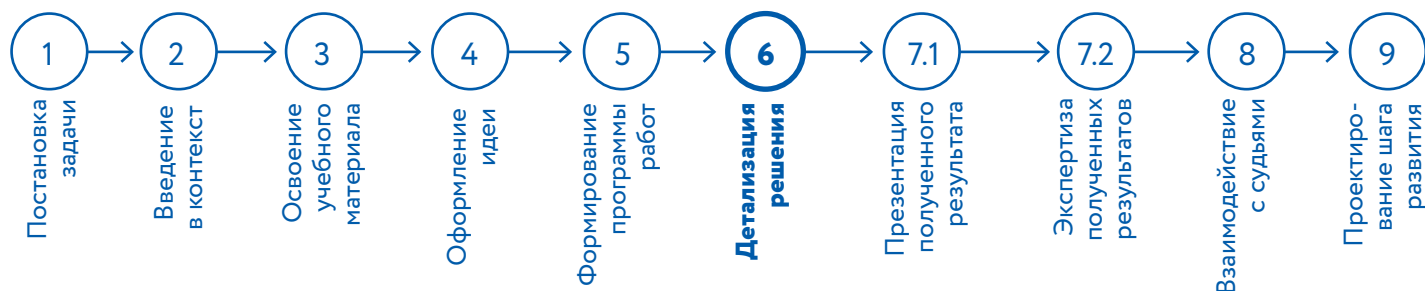 1
Постановка
задачи
2
Введение
в контекст
3
Освоение
учебного
материала
4
Оформление
идеи
5
Формирование
программы
работ
6
Детализация
решения
7.1
Презентация
полученного
результата
7.2
Экспертиза
полученных
результатов
8
Взаимодействие
с судьями
9
Проектиро-
вание шага
развития